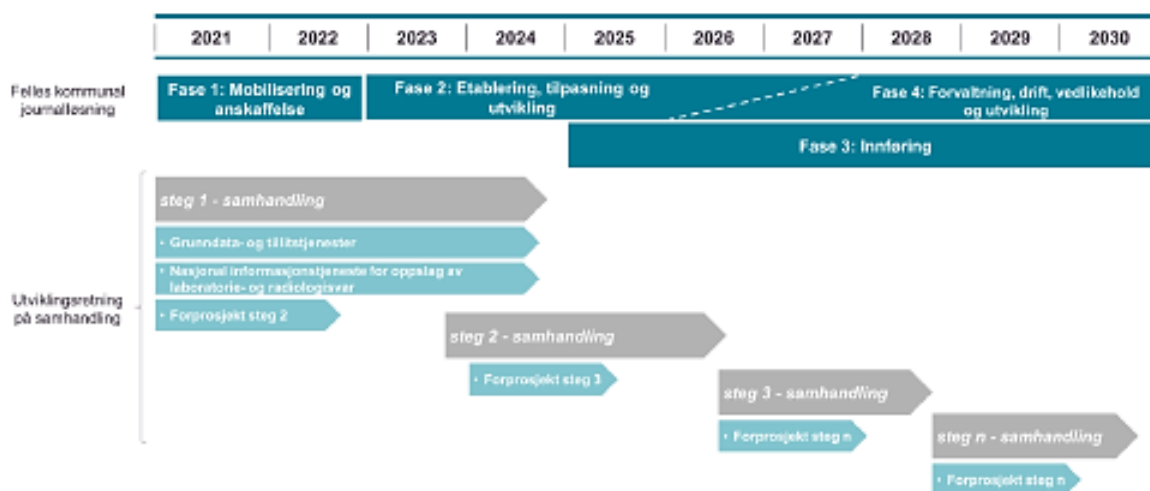 2021 2022 2023 2024 2025 2026 2027 2028 2029 2030
Felles kommunal
journalløsning
Fase 1: Mobilisering og
anskaffelse
Fase 2: Etablering, tilpasning og
utvikling
Fase 4: Forvaltning, drift, vedlikehold
og utvikling
Fase 3: Innføring
Utviklingsretning
på samhandling
steg 1 - samhandling
• Grunndata- og tillitstjenester
• Nasjonal informasjonstjeneste for oppslag av
laboratorie- og radiologisvar
• Forprosjekt steg 2
steg 2 - samhandling
• Forprosjekt steg 3
steg 3 - samhandling
• Forprosjekt steg n
steg n - samhandling
• Forprosjekt steg n